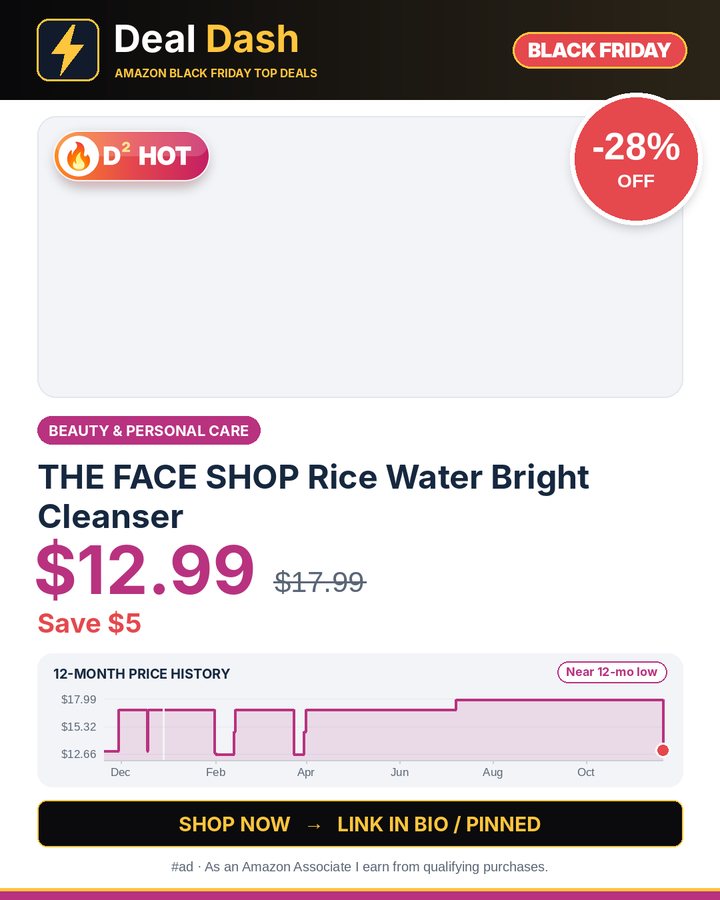 Deal Dash
AMAZON BLACK FRIDAY TOP DEALS
BLACK FRIDAY
D² HOT
-28%
OFF
BEAUTY & PERSONAL CARE
THE FACE SHOP Rice Water Bright
Cleanser
$12.99 $17.99
Save $5
12-MONTH PRICE HISTORY
Near 12-mo low
$17.99
$15.32
$12.66
Dec Feb Apr Jun Aug Oct
SHOP NOW → LINK IN BIO / PINNED
#ad · As an Amazon Associate I earn from qualifying purchases.